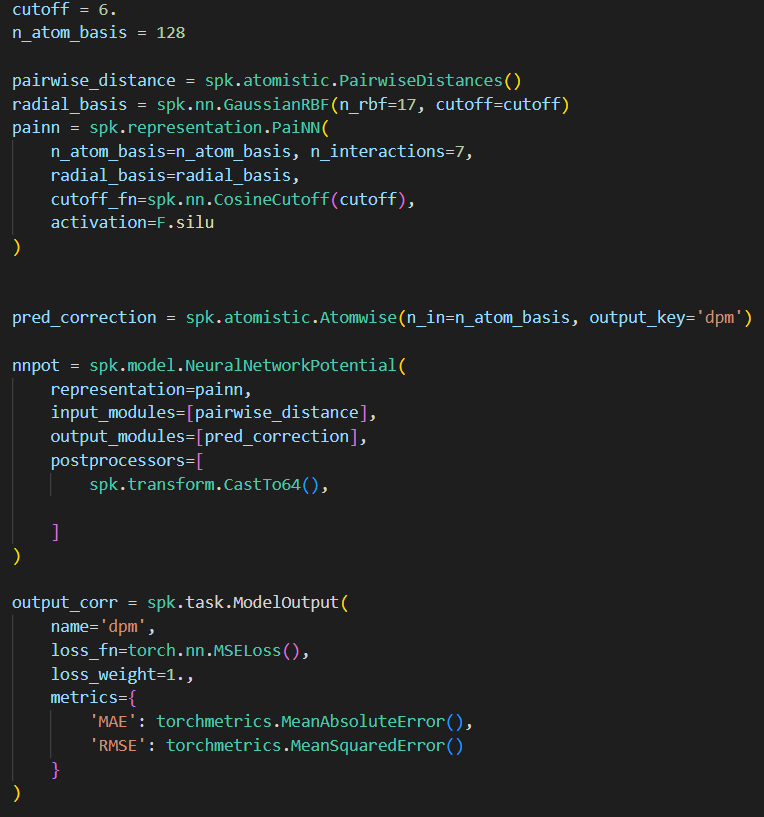 cutoff = 6.
n_atom_basis = 128
pairwise_distance = spk.atomistic.PairwiseDistances()
radial_basis = spk.nn.GaussianRBF(n_rbf=17, cutoff=cutoff)
painn = spk.representation.PaiNN(
    n_atom_basis=n_atom_basis, n_interactions=7,
    radial_basis=radial_basis,
    cutoff_fn=spk.nn.CosineCutoff(cutoff),
    activation=F.silu
)
pred_correction = spk.atomistic.Atomwise(n_in=n_atom_basis, output_key='dpm')
nnpot = spk.model.NeuralNetworkPotential(
    representation=painn,
    input_modules=[pairwise_distance],
    output_modules=[pred_correction],
    postprocessors=[
        spk.transform.CastTo64(),
    ]
)
output_corr = spk.task.ModelOutput(
    name='dpm',
    loss_fn=torch.nn.MSELoss(),
    loss_weight=1.,
    metrics={
        'MAE': torchmetrics.MeanAbsoluteError(),
        'RMSE': torchmetrics.MeanSquaredError()
    }
)